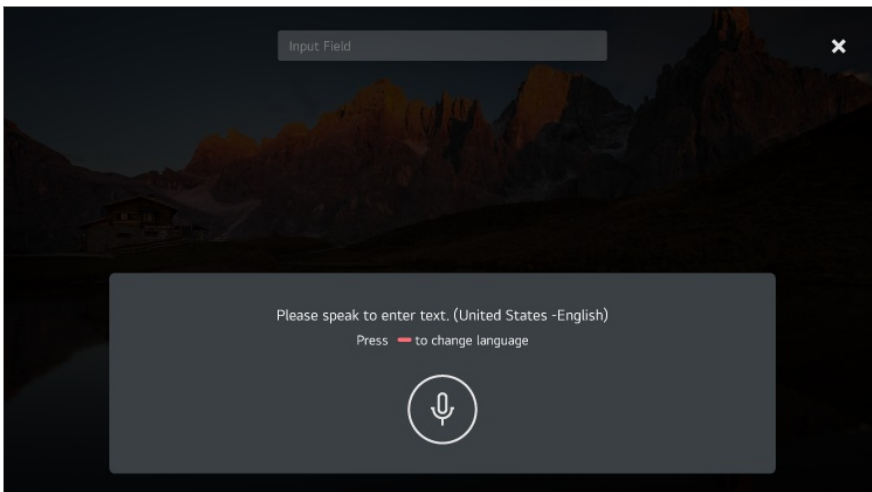 Input Field
Please speak to enter text. (United States -English)
Press to change language